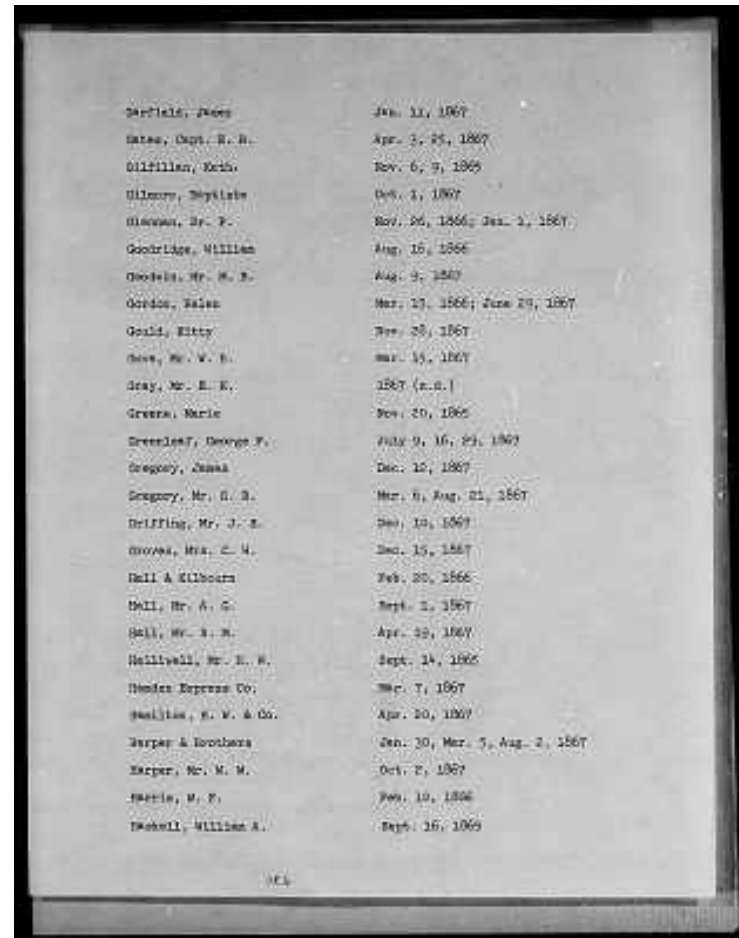 Garfield, James Jan. 11, 1867
Gates, Capt. E. H. Apr. 3, 25, 1867
Gilfillan, Keth. Nov. 6, 9, 1865
Gilmore, Baptiste Oct. 1, 1867
Dr. P. Nov. 26, 1866; Jan. 1, 1867
Goodridge, William Aug. 16, 1866
Goodwin, Mr. Aug. 9, 1867
Gordon, Helen Mar. 13, 1866; June 29, 1867
Gould, Kitty Nov. 28, 1867
Gove, Mr. W. Mar. 13, 1867
Gray, Mr. E. 1867 (n.d.)
Greene, Marie Nov. 20, 1865
Greenleaf, George F. July 9, 16, 23, 1867
Gregory, James Dec. 12, 1867
Gregory, Mr. Mar. 6, Aug. 21, 1867
Griffing, Mr. J. Dec. 10, 1867
Groves, Mrs. C. W. Dec. 15, 1867
Hall & Kilbourn Feb. 20, 1866
Hall, Mr. A. G. Sept. 1, 1867
Hall, Mr. Apr. 19, 1867
Halliwell, Mr. Sept. 14, 1865
Express Co. Mar. 7, 1867
Hamilton, & Co. Apr. 20, 1867
Harper & Brothers Jan. 30, Mar. 5, Aug. 2, 1867
Harper, Mr. W. W. Oct. 2, 1867
Harris, W. F. Feb. 10, 1866
Haskell, William A. Sept. 16, 1865